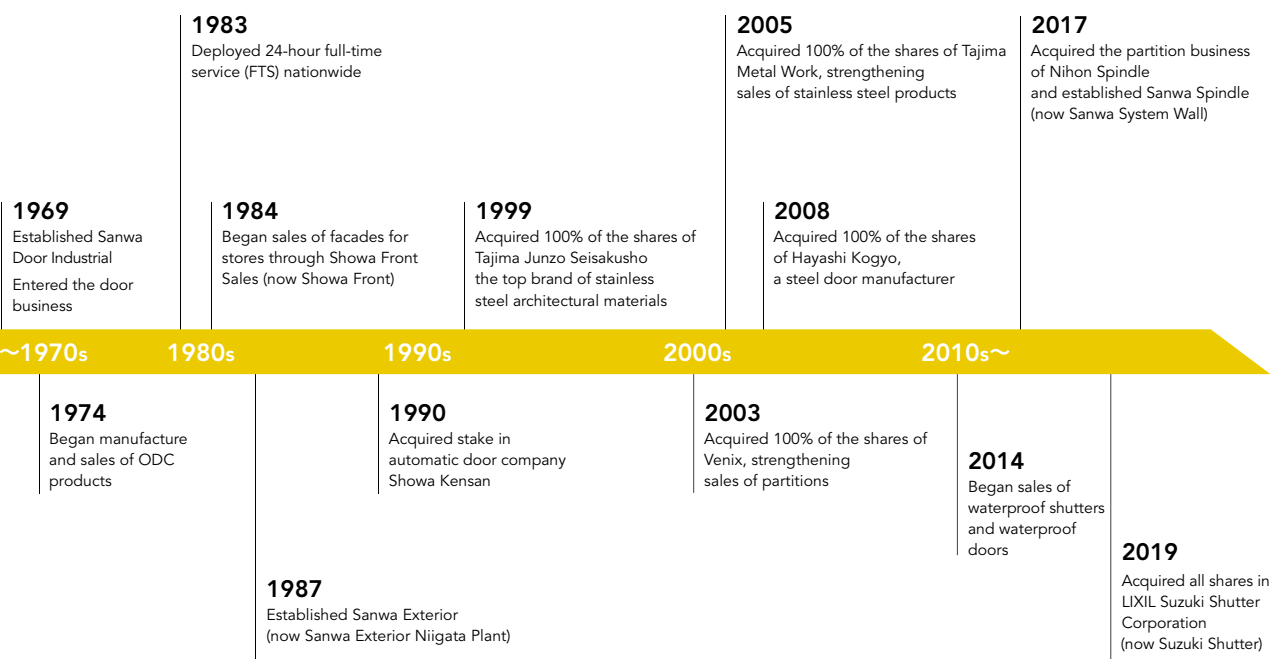 1983
Deployed 24-hour full-time
service (FTS) nationwide
2005
Acquired 100% of the shares of Tajima
Metal Work, strengthening
sales of stainless steel products
2017
Acquired the partition business
of Nihon Spindle
and established Sanwa Spindle
(now Sanwa System Wall)
1969
Established Sanwa
Door Industrial
Entered the door
business
1984
Began sales of facades for
stores through Showa Front
Sales (now Showa Front)
1999
Acquired 100% of the shares of
Tajima Junzo Seisakusho
the top brand of stainless
steel architectural materials
2008
Acquired 100% of the shares
of Hayashi Kogyo,
a steel door manufacturer
〜1970s
1980s
1990s
2000s
2010s〜
1974
Began manufacture
and sales of ODC
products
1990
Acquired stake in
automatic door company
Showa Kensan
2003
Acquired 100% of the shares of
Venix, strengthening
sales of partitions
2014
Began sales of
waterproof shutters
and waterproof
doors
1987
Established Sanwa Exterior
(now Sanwa Exterior Niigata Plant)
2019
Acquired all shares in
LIXIL Suzuki Shutter
Corporation
(now Suzuki Shutter)